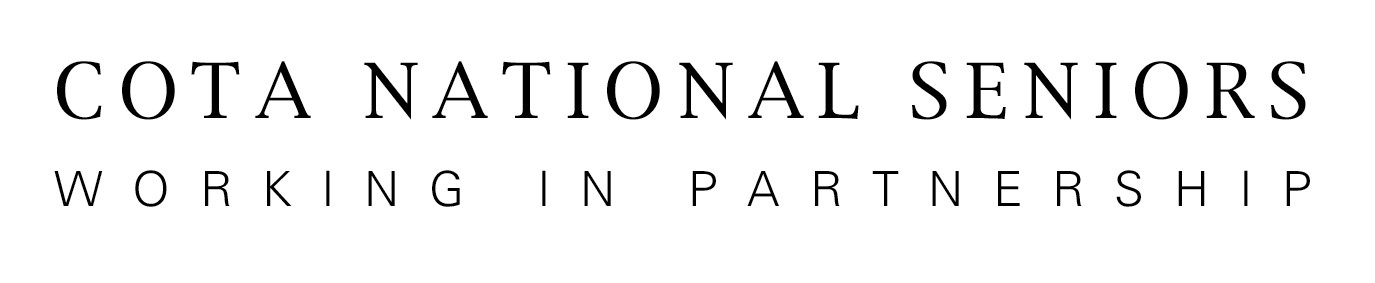 COTA NATIONAL SENIORS
WORKING IN PARTNERSHIP